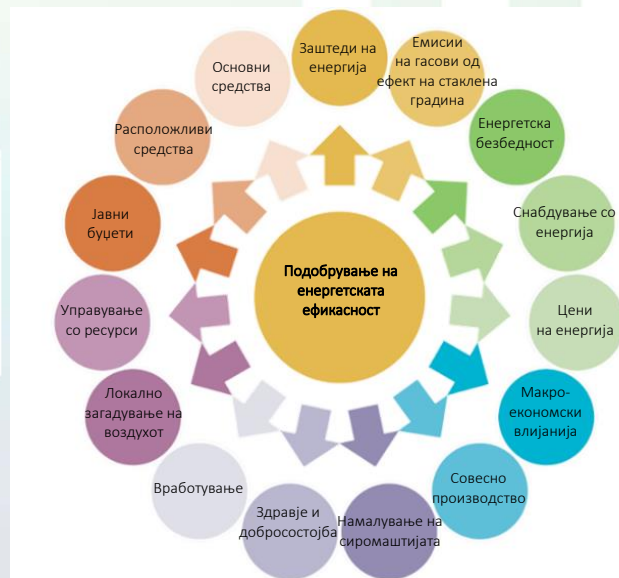 Заштеди на
енергија
Емисии
на гасови од
ефект на стаклена
градина
Енергетска
безбедност
Снабдување со
енергија
Цени
на енергија
Макро-
економски
влијанија
Совесно
производство
Намалување на
сиромаштијата
Здравје и
добросостојба
Вработување
Локално
загадување на
воздухот
Управување
со ресурси
Јавни
буџети
Расположливи
средства
Основни
средства
Подобрување на
енергетската
ефикасност